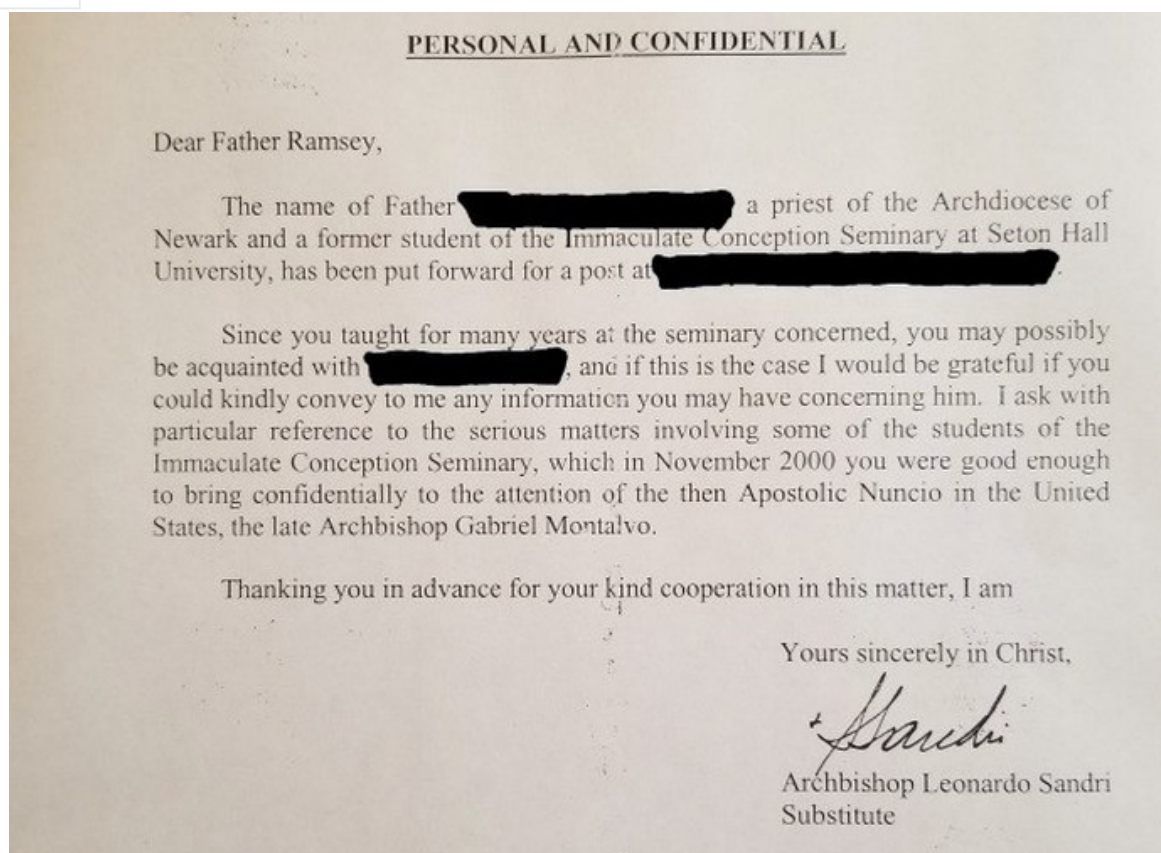 PERSONAL AND CONFIDENTIAL
Dear Father Ramsey,
The name of Father a priest of the Archdiocese of
Newark and a former student of the Immaculate Conception Seminary at Seton Hall
University, has been put forward for a post at .
Since you taught for many years at the seminary concerned, you may possibly
be acquainted with , and if this is the case I would be grateful if you
could kindly convey to me any information you may have concerning him. I ask with
particular reference to the serious matters involving some of the students of the
Immaculate Conception Seminary, which in November 2000 you were good enough
to bring confidentially to the attention of the then Apostolic Nuncio in the United
States, the late Archbishop Gabriel Montalvo.
Thanking you in advance for your kind cooperation in this matter, I am
Yours sincerely in Christ,
+ LSandri
Archbishop Leonardo Sandri
Substitute